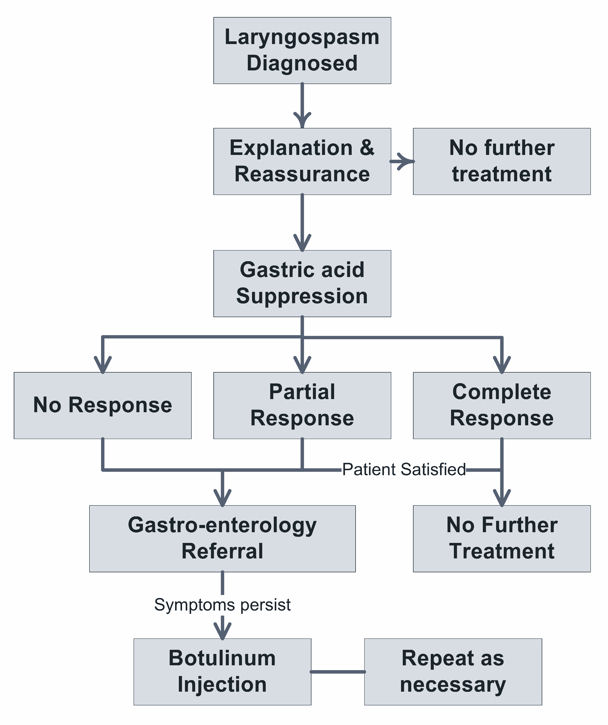 Laryngospasm
Diagnosed
Explanation &
Reassurance
No further
treatment
Gastric acid
Suppression
No Response
Partial
Response
Complete
Response
Patient Satisfied
Gastro-enterology
Referral
No Further
Treatment
Symptoms persist
Botulinum
Injection
Repeat as
necessary